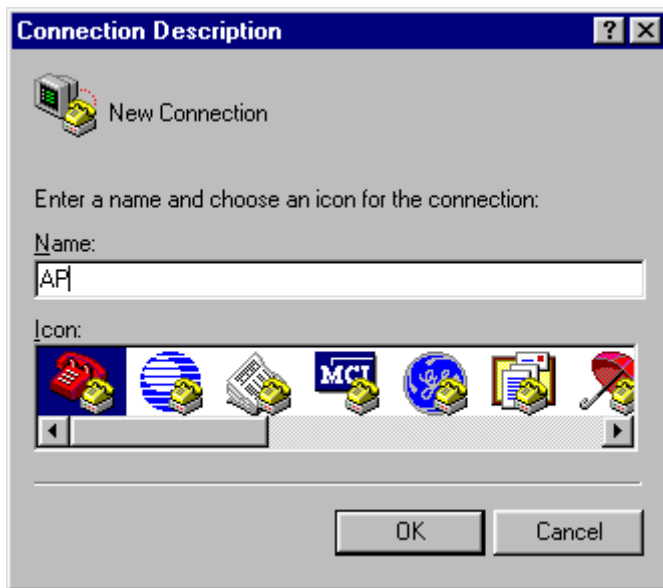 Connection Description
New Connection
Enter a name and choose an icon for the connection:
Name:
AP
Icon:
MCI
OK Cancel